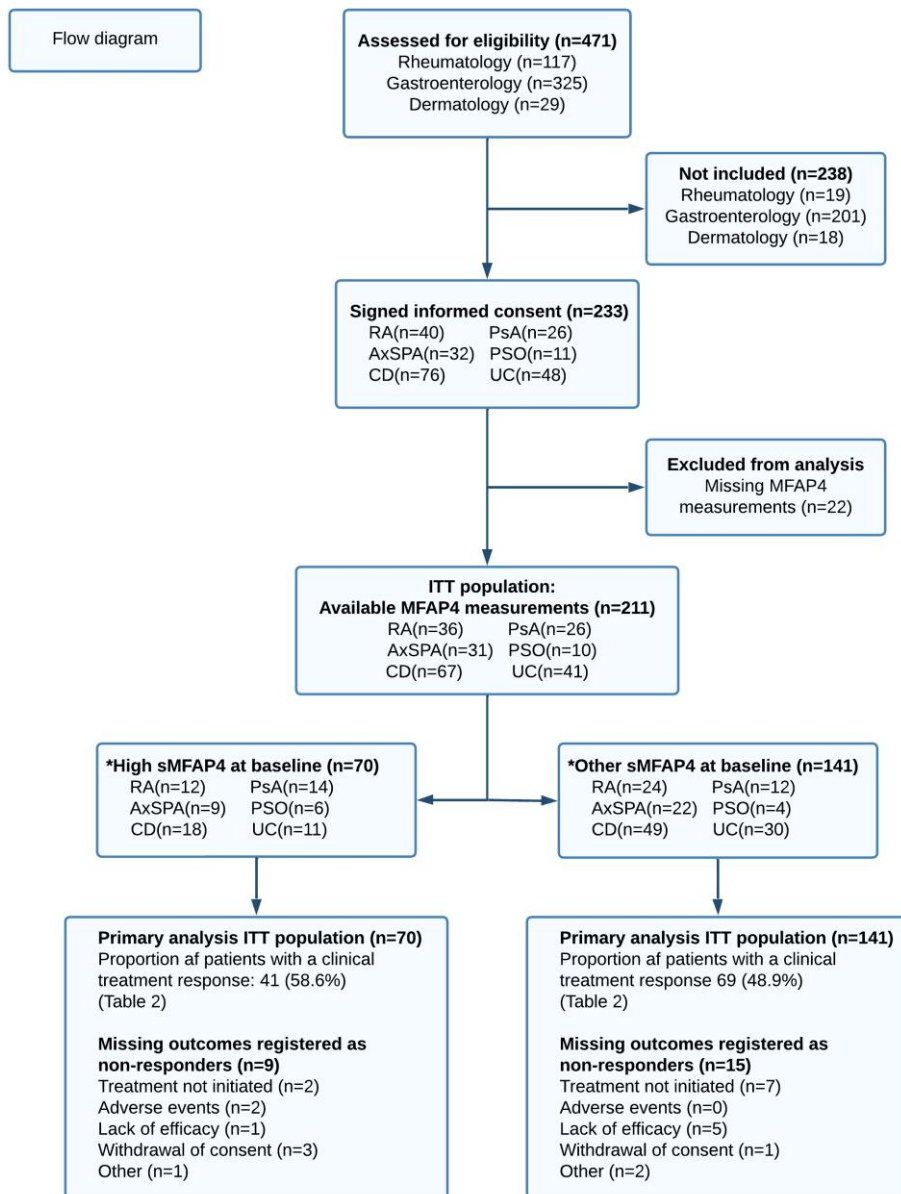 Flow diagram
Assessed for eligibility (n=471)
Rheumatology (n=117)
Gastroenterology (n=325)
Dermatology (n=29)
Not included (n=238)
Rheumatology (n=19)
Gastroenterology (n=201)
Dermatology (n=18)
Signed informed consent (n=233)
RA(n=40) PsA(n=26)
AxSPA(n=32) PSO(n=11)
CD(n=76) UC(n=48)
Excluded from analysis
Missing MFAP4
measurements (n=22)
ITT population:
Available MFAP4 measurements (n=211)
RA(n=36) PsA(n=26)
AxSPA(n=31) PSO(n=10)
CD(n=67) UC(n=41)
*High sMFAP4 at baseline (n=70)
RA(n=12) PsA(n=14)
AxSPA(n=9) PSO(n=6)
CD(n=18) UC(n=11)
*Other sMFAP4 at baseline (n=141)
RA(n=24) PsA(n=12)
AxSPA(n=22) PSO(n=4)
CD(n=49) UC(n=30)
Primary analysis ITT population (n=70)
Proportion af patients with a clinical
treatment response: 41 (58.6%)
(Table 2)
Missing outcomes registered as
non-responders (n=9)
Treatment not initiated (n=2)
Adverse events (n=2)
Lack of efficacy (n=1)
Withdrawal of consent (n=3)
Other (n=1)
Primary analysis ITT population (n=141)
Proportion af patients with a clinical
treatment response 69 (48.9%)
(Table 2)
Missing outcomes registered as
non-responders (n=15)
Treatment not initiated (n=7)
Adverse events (n=0)
Lack of efficacy (n=5)
Withdrawal of consent (n=1)
Other (n=2)